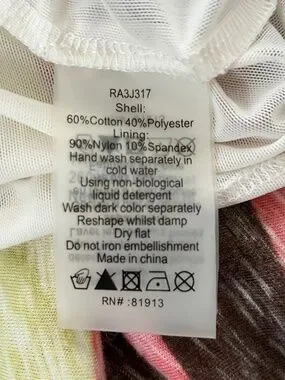 RA3J317
Shell:
60%Cotton 40%Polyester
Lining:
90%Nylon 10%Spandex
Hand wash separately in
cold water
Using non-biological
liquid detergent
Wash dark color separately
Reshape whilst damp
Dry flat
Do not iron embellishment
Made in china
RN#:81913